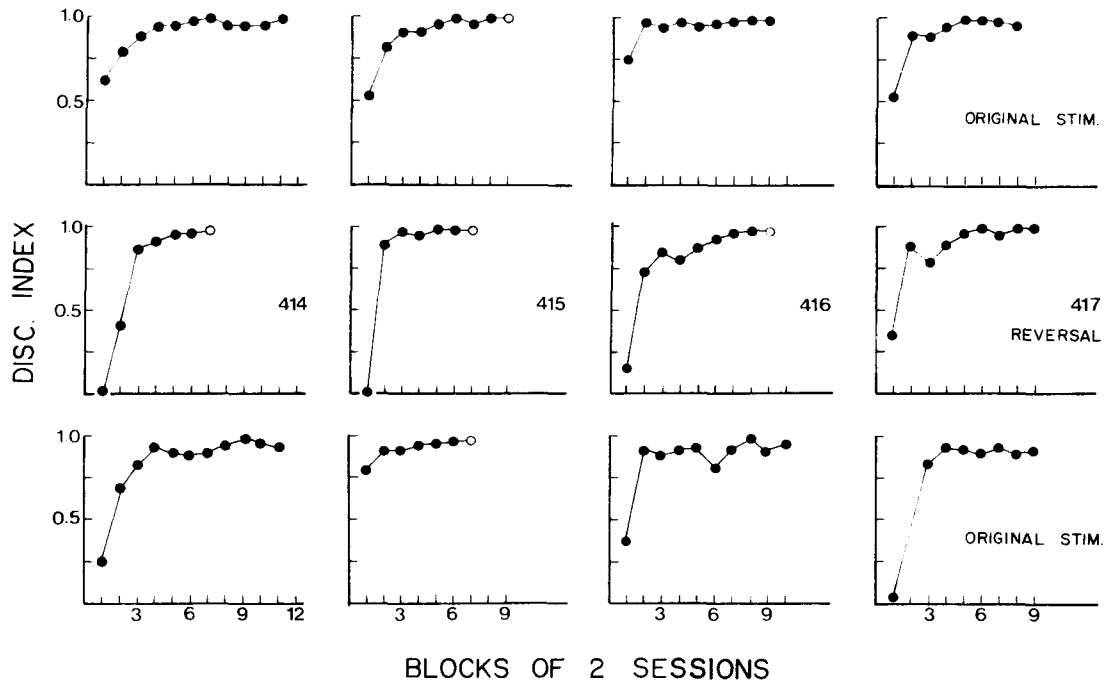 1.0
0.5
ORIGINAL STIM.
1.0
0.5
414
415
416
417
REVERSAL
DISC. INDEX
1.0
0.5
ORIGINAL STIM.
3 6 9 12 3 6 9 3 6 9 3 6 9
BLOCKS OF 2 SESSIONS